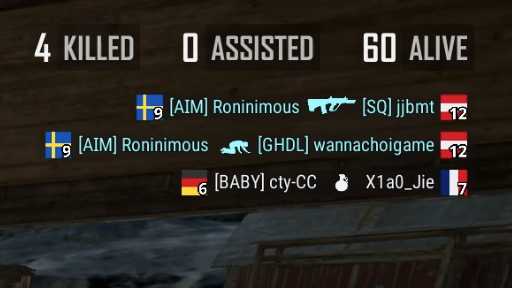 4 KILLED 0 ASSISTED 60 ALIVE
9 [AIM] Roninimous [SQ] jjbmt 12
9 [AIM] Roninimous [GHDL] wannachoigame 12
6 [BABY] cty-CC X1a0_Jie 7